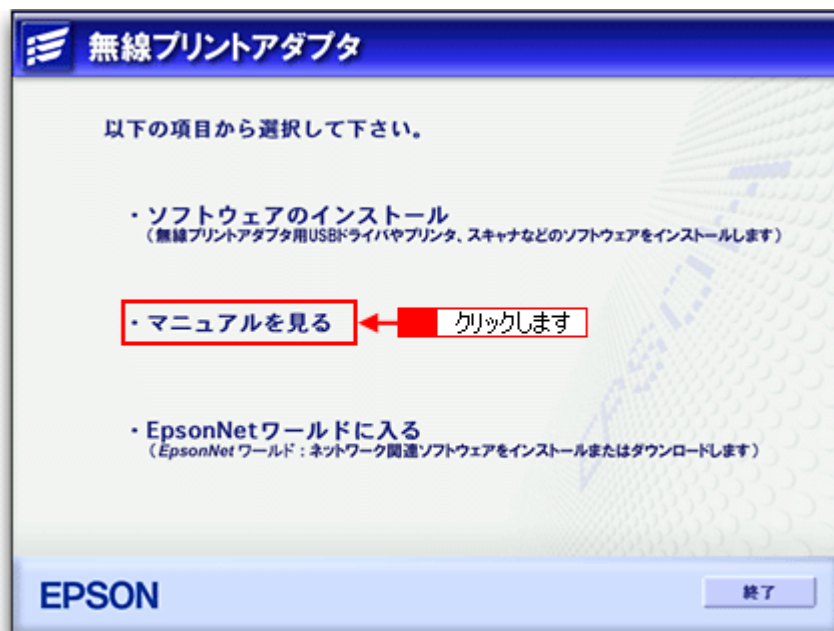 無線プリントアダプタ
以下の項目から選択して下さい。
・ソフトウェアのインストール
（無線プリントアダプタ用USBドライバやプリンタ、スキャナなどのソフトウェアをインストールします）
・マニュアルを見る
クリックします
・EpsonNetワールドに入る
（EpsonNet ワールド：ネットワーク関連ソフトウェアをインストールまたはダウンロードします）
EPSON
終了